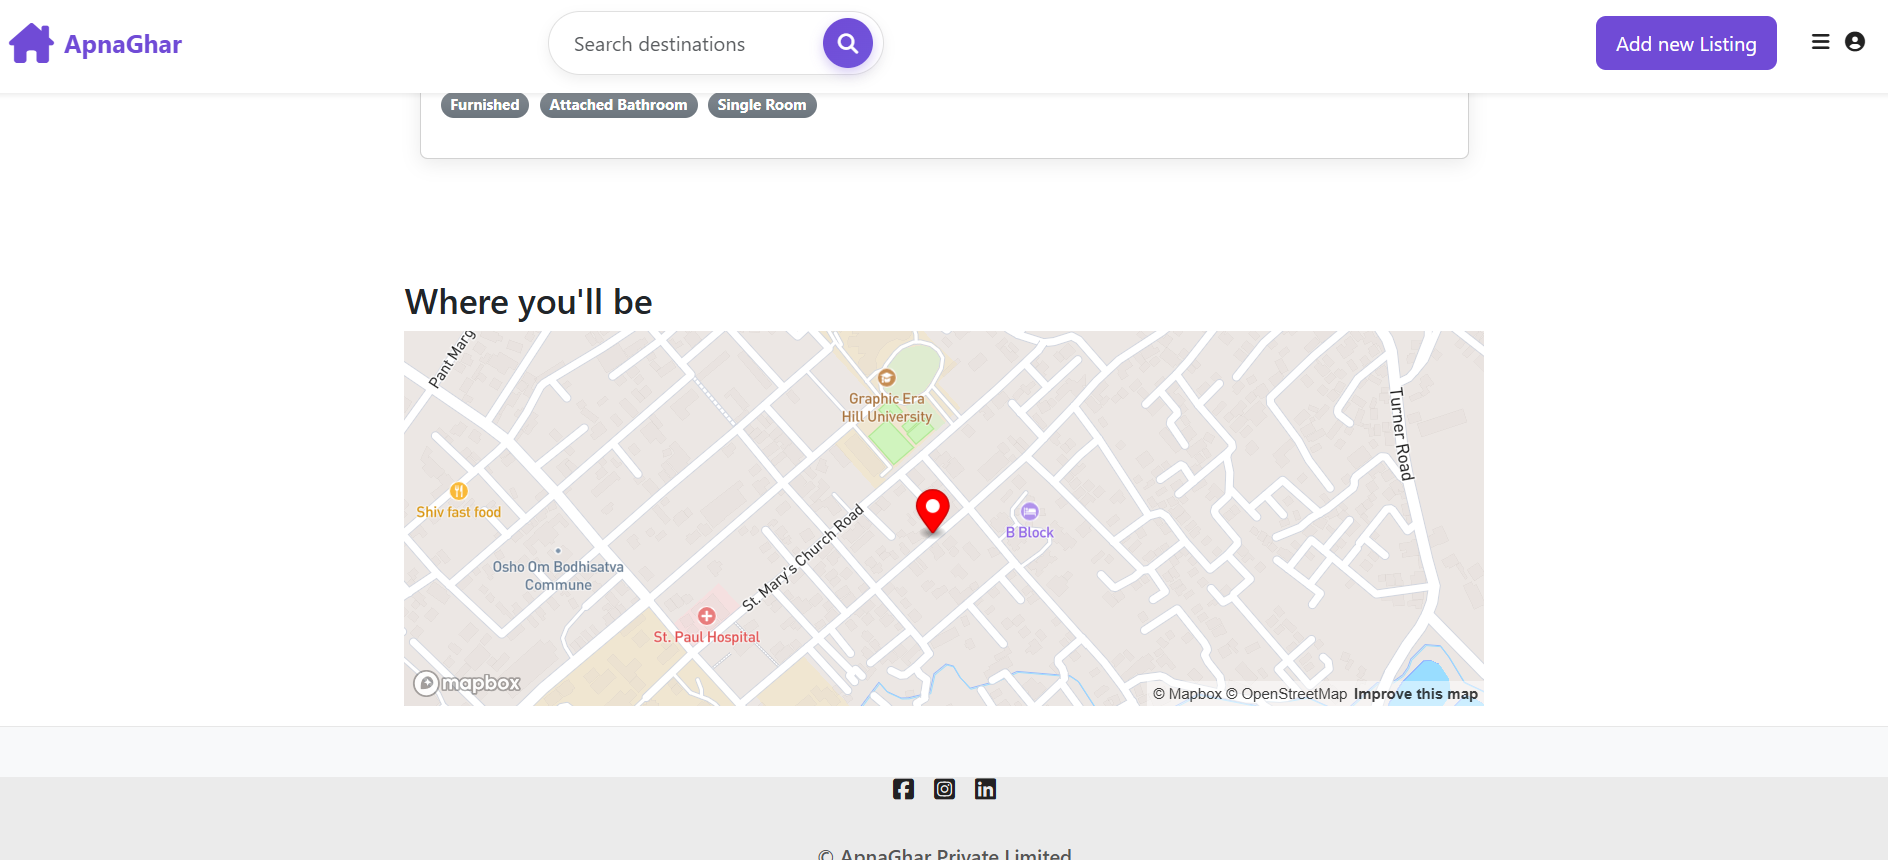 ApnaGhar
Search destinations
Add new Listing
Furnished
Attached Bathroom
Single Room
Where you'll be
Pant Marg
Graphic Era
Hill University
Turner Road
Shiv fast food
St. Mary's Church Road
B Block
Osho Om Bodhisatva
Commune
St. Paul Hospital
mapbox
© Mapbox © OpenStreetMap Improve this map
© ApnaGhar Private Limited